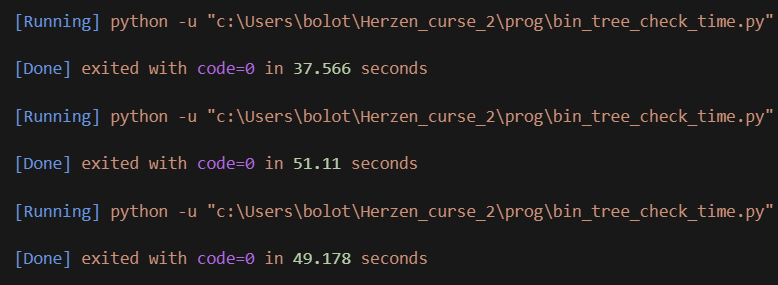 [Running] python -u "c:\Users\bolot\Herzen_curse_2\prog\bin_tree_check_time.py"
[Done] exited with code=0 in 37.566 seconds
[Running] python -u "c:\Users\bolot\Herzen_curse_2\prog\bin_tree_check_time.py"
[Done] exited with code=0 in 51.11 seconds
[Running] python -u "c:\Users\bolot\Herzen_curse_2\prog\bin_tree_check_time.py"
[Done] exited with code=0 in 49.178 seconds